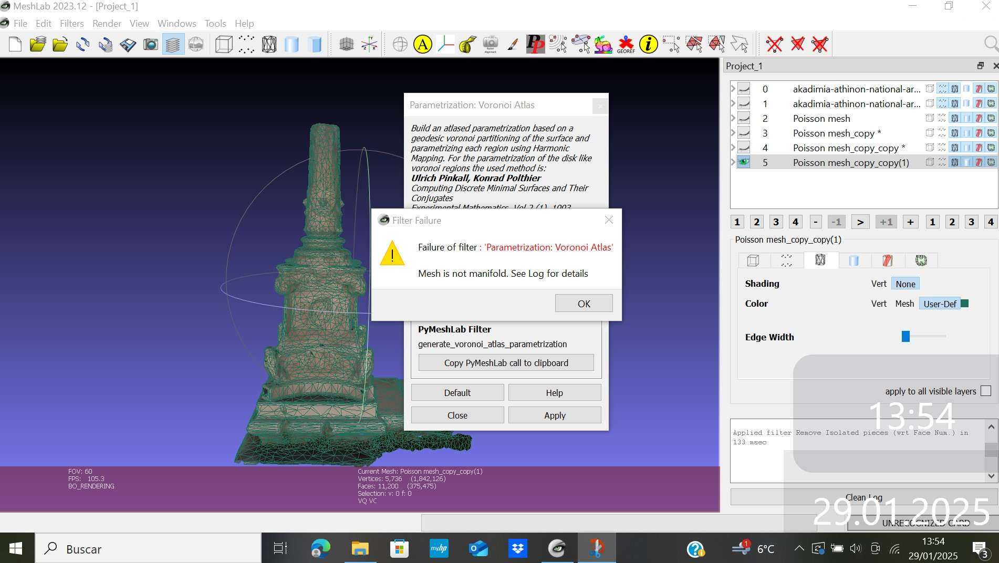 MeshLab 2023.12 - [Project_1]
File Edit Filters Render View Windows Tools Help
A
Raster Alignment
PP
GEOREF
i
Project_1
0 akadimia-athinon-national-ar...
1 akadimia-athinon-national-ar...
2 Poisson mesh
3 Poisson mesh_copy *
4 Poisson mesh_copy_copy *
5 Poisson mesh_copy_copy(1)
1 2 3 4 - -1 > +1 + 1 2 3 4
Poisson mesh_copy_copy(1)
Shading Vert None
Color Vert Mesh User-Def
Edge Width
apply to all visible layers
Applied filter Remove Isolated pieces (wrt Face Num.) in
133 msec
Clean Log
UNRECOGNIZED CARD
13:54
29.01.2025
Parametrization: Voronoi Atlas
Build an atlased parametrization based on a
geodesic voronoi partitioning of the surface and
parametrizing each region using Harmonic
Mapping. For the parametrization of the disk like
voronoi regions the used method is:
Ulrich Pinkall, Konrad Polthier
Computing Discrete Minimal Surfaces and Their
Conjugates
Experimental Mathematics, Vol 2 (1), 1993
Filter Failure
Failure of filter : 'Parametrization: Voronoi Atlas'
Mesh is not manifold. See Log for details
OK
PyMeshLab Filter
generate_voronoi_atlas_parametrization
Copy PyMeshLab call to clipboard
Default Help
Close Apply
FOV: 60
FPS: 105.3
BO_RENDERING
Current Mesh: Poisson mesh_copy_copy(1)
Vertices: 5,736 (1,842,126)
Faces: 11,200 (375,475)
Selection: v: 0 f: 0
VQ VC
Buscar
myhp
1
6°C
13:54
29/01/2025
3